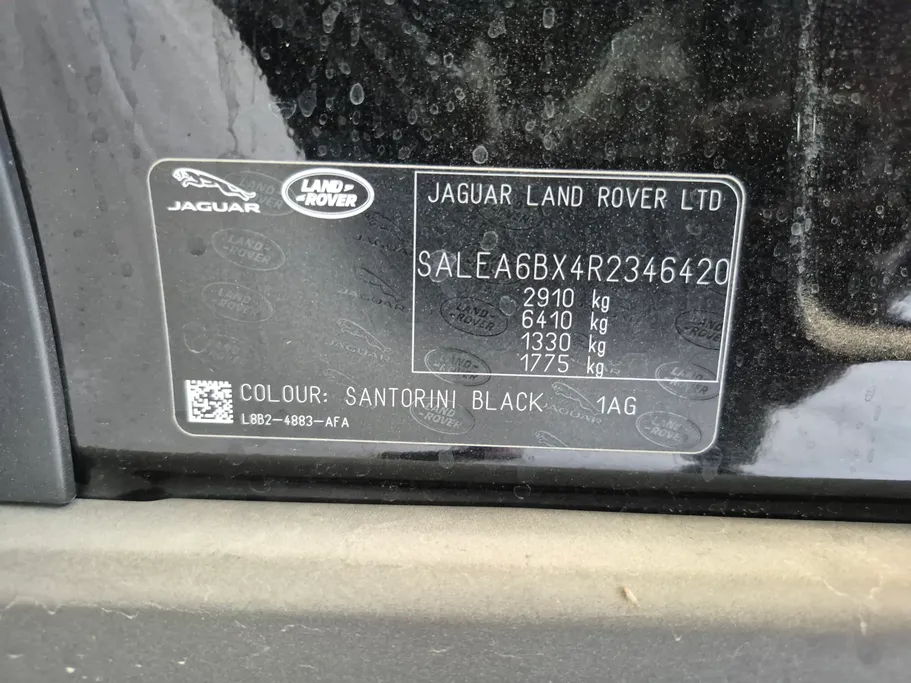 JAGUAR
LAND ROVER
JAGUAR LAND ROVER LTD
SALEA6BX4R2346420
2910 kg
6410 kg
1330 kg
1775 kg
COLOUR: SANTORINI BLACK 1AG
L8B2-4883-AFA